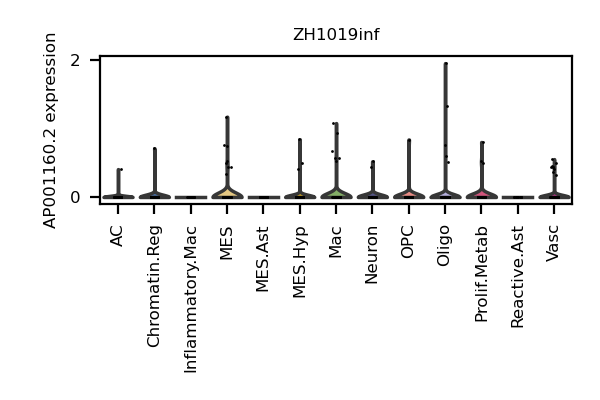 ZH1019inf
AP001160.2 expression
2
0
AC
Chromatin.Reg
Inflammatory.Mac
MES
MES.Ast
MES.Hyp
Mac
Neuron
OPC
Oligo
Prolif.Metab
Reactive.Ast
Vasc